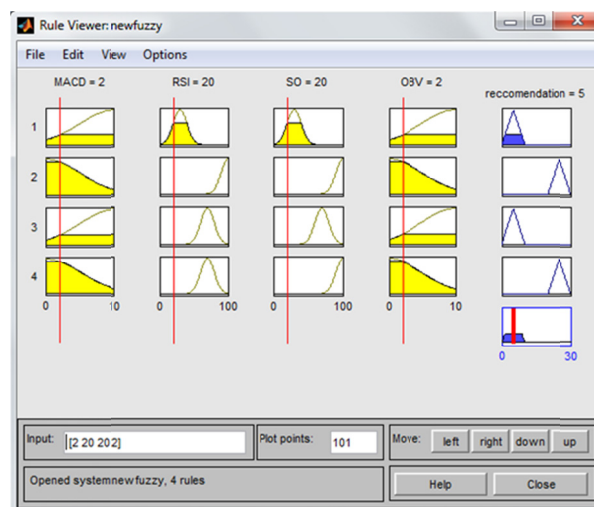 Rule Viewer: newfuzzy
File Edit View Options
MACD = 2 RSI = 20 SO = 20 OBV = 2 reccomendation = 5
1
2
3
4
0 10 0 100 0 100 0 10
0 30
Input: [2 20 20 2] Plot points: 101 Move: left right down up
Opened system newfuzzy, 4 rules Help Close